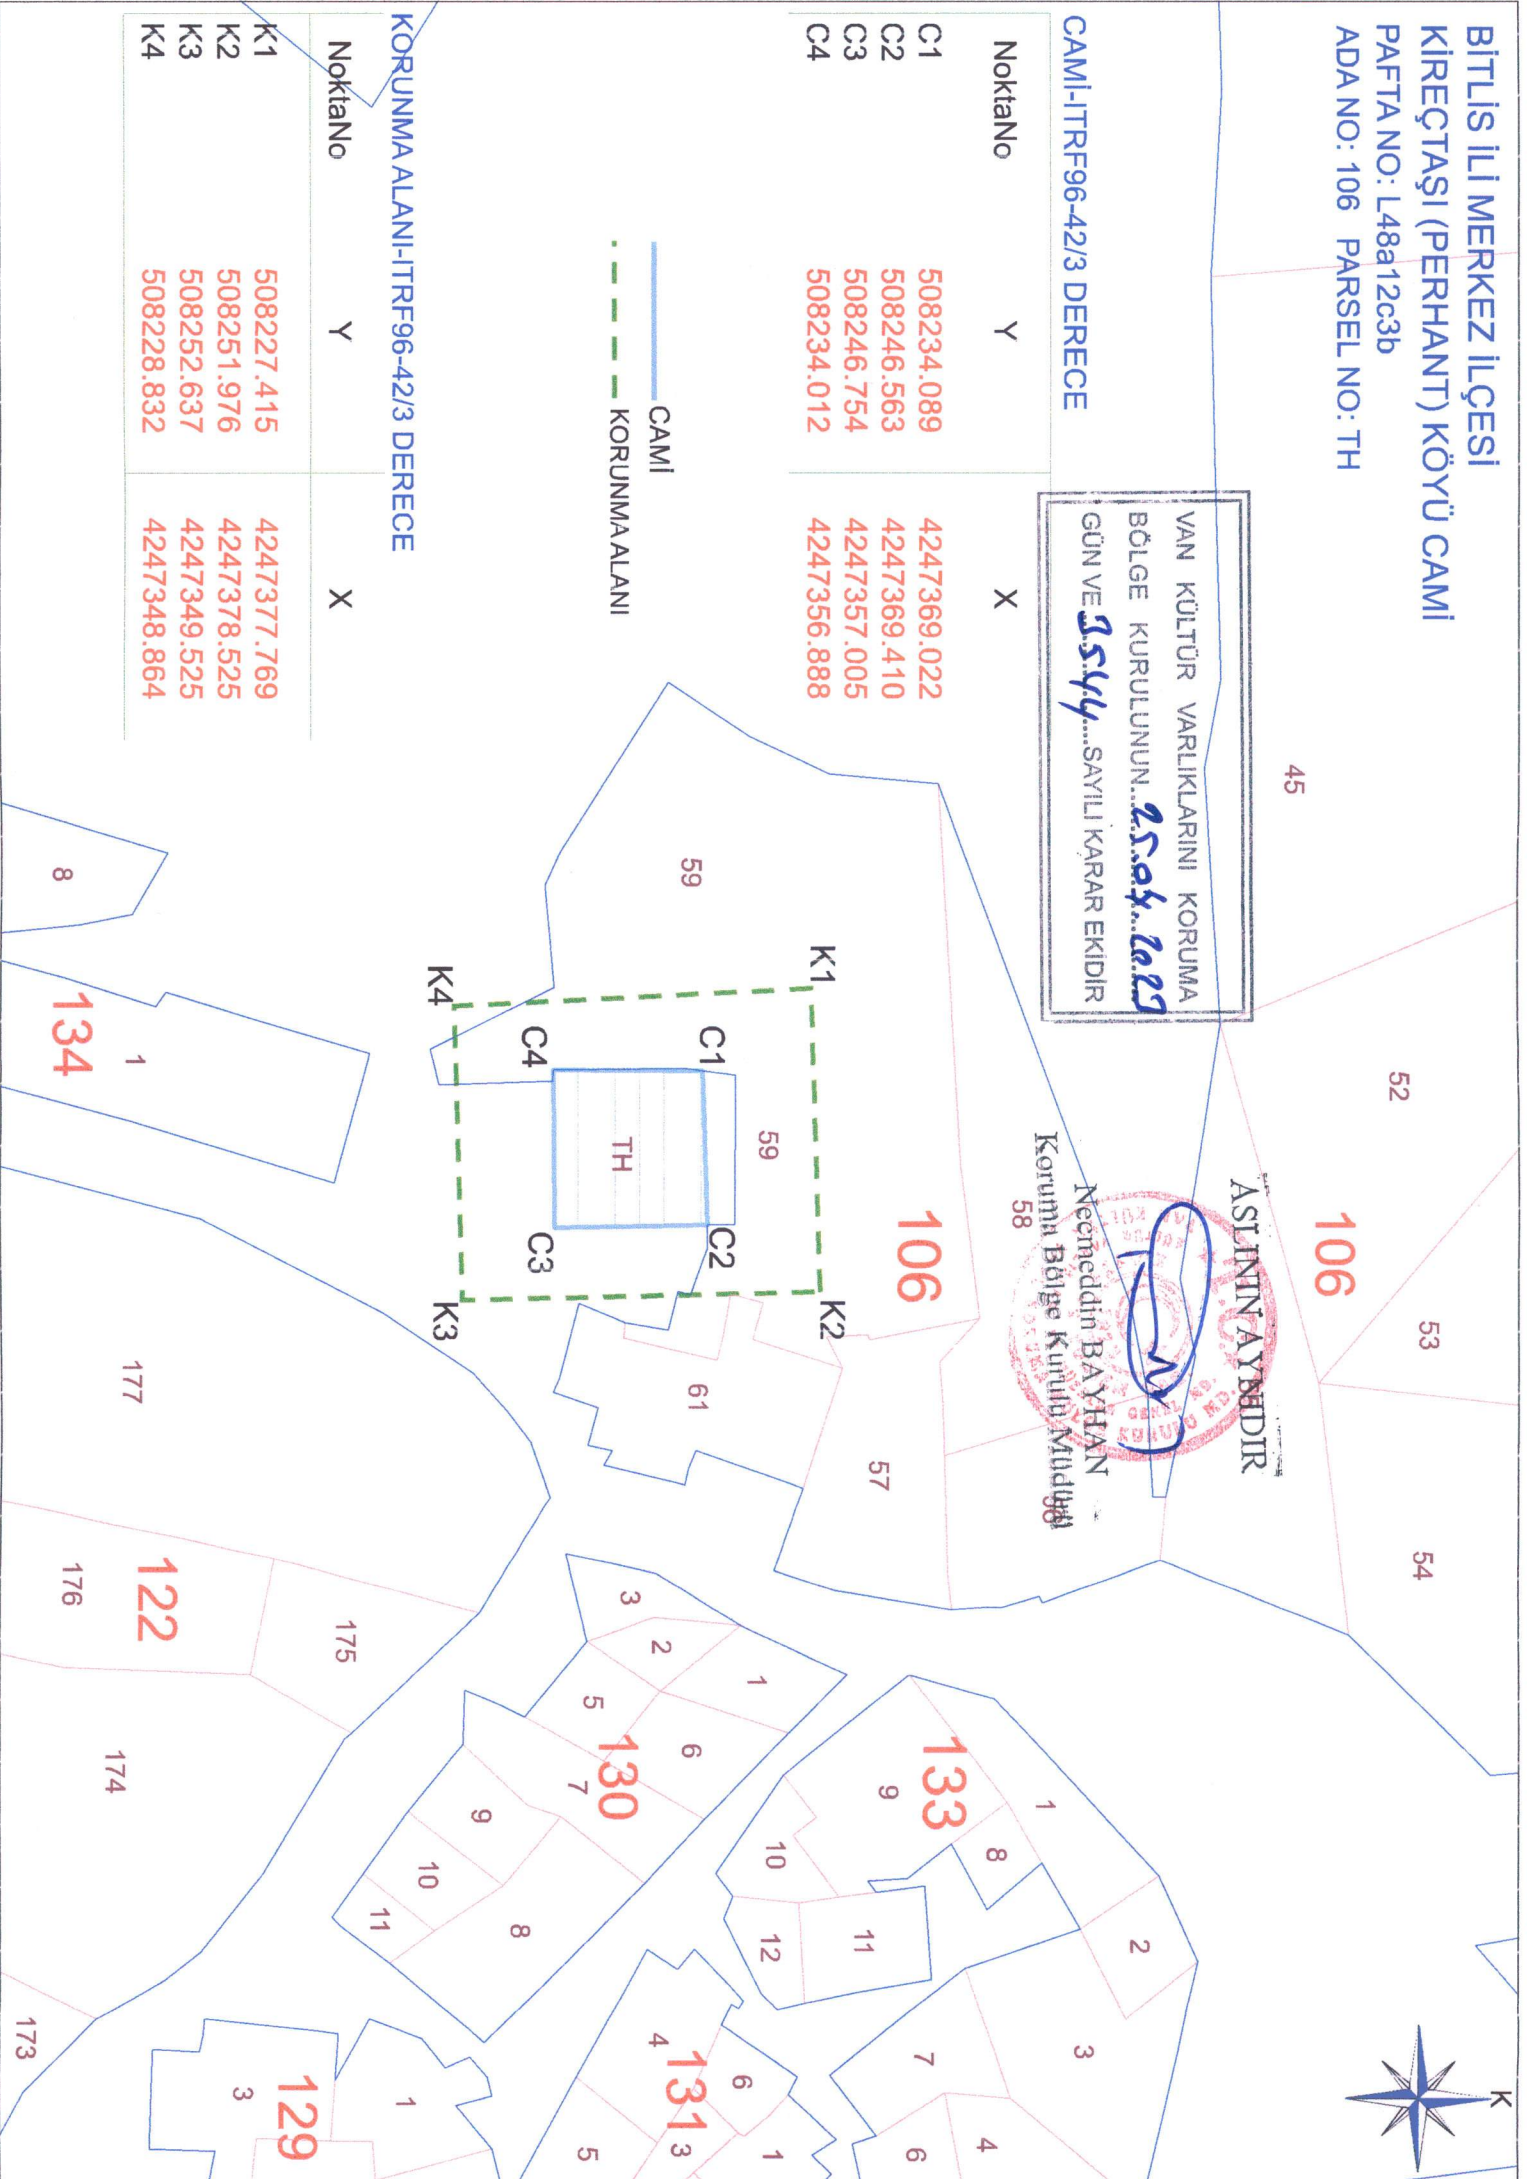 BİTLİS İLİ MERKEZ İLÇESİ
KİREÇTAŞI (PERHANT) KÖYÜ CAMİ
PAFTA NO: L48a12c3b
ADA NO: 106 PARSEL NO: TH
K
VAN KÜLTÜR VARLIKLARINI KORUMA
BÖLGE KURULUNUN
GÜN VE 3544 SAYILI KARAR EKİDİR
ASLININ AYNIDIR
Necmeddin BAYHAN
Koruma Bölge Kurulu Müdürü
CAMİ-ITRF96-42/3 DERECE
NoktaNo Y X
C1 508234.089 4247369.022
C2 508246.563 4247369.410
C3 508246.754 4247357.005
C4 508234.012 4247356.888
CAMİ
KORUNMA ALANI
KORUNMA ALANI-ITRF96-42/3 DERECE
NoktaNo Y X
K1 508227.415 4247377.769
K2 508251.976 4247378.525
K3 508252.637 4247349.525
K4 508228.832 4247348.864
45
52
53
54
106
58
106
57
59
59
61
K1
K2
K3
K4
C1
C2
C3
C4
TH
8
1
134
177
122
176
175
174
173
3
2
1
5
6
130
7
9
10
11
8
133
9
1
8
10
12
11
2
3
7
4
6
4
131
6
3
1
5
129
1
3